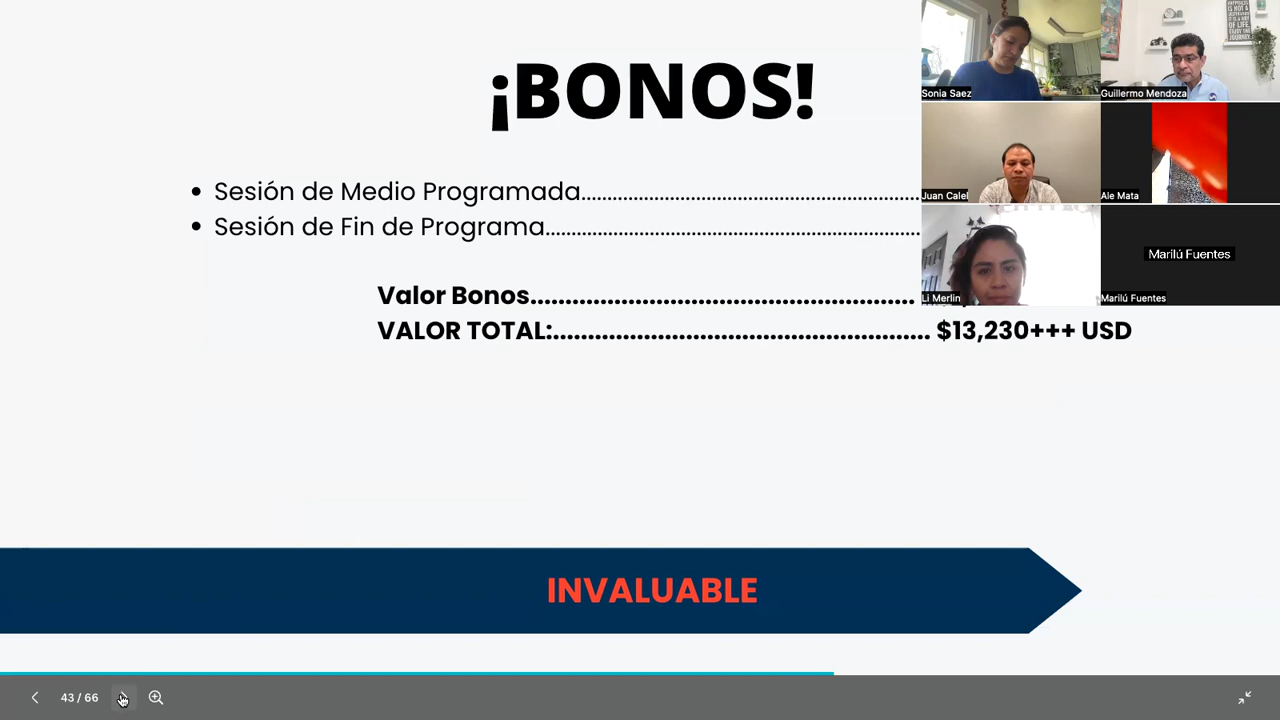 ¡BONOS!
• Sesión de Medio Programada.................................................................
• Sesión de Fin de Programa........................................................................
Valor Bonos......................................................
VALOR TOTAL:..................................................... $13,230+++ USD
INVALUABLE
Sonia Saez
Guillermo Mendoza
Juan Calel
Ale Mata
Li Merlin
Marilú Fuentes
Marilú Fuentes
43 / 66